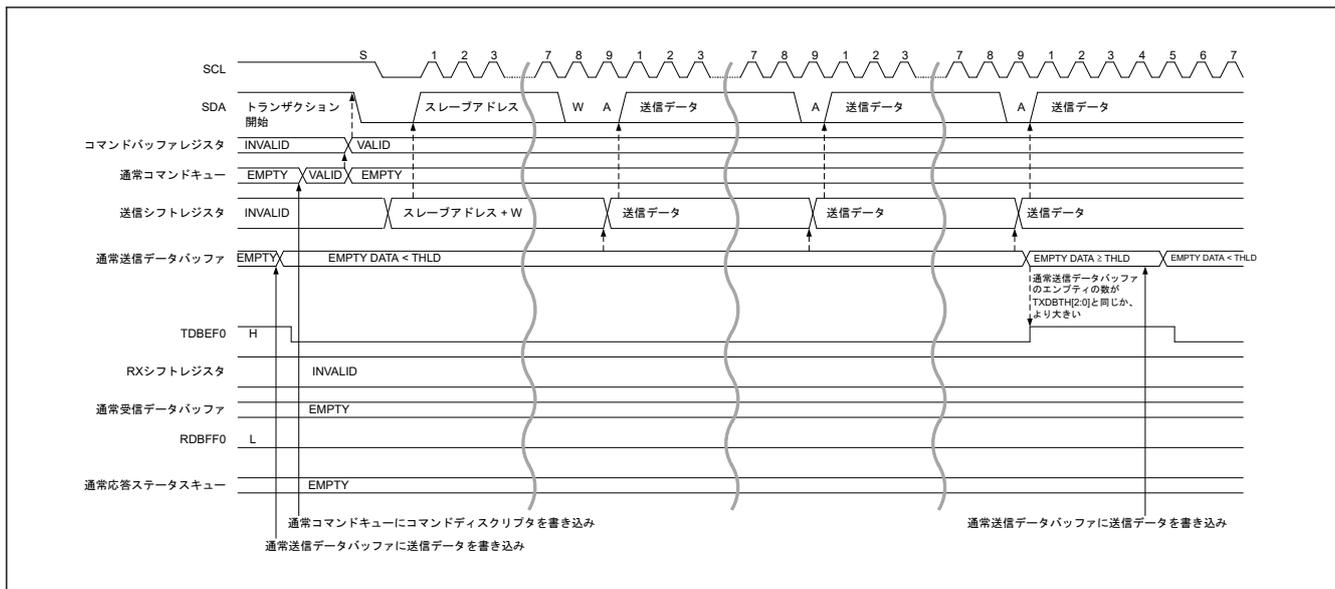 S 1 2 3 7 8 9 1 2 3 7 8 9 1 2 3 7 8 9 1 2 3 4 5 6 7
SCL
SDA トランザクション スレーブアドレス W A 送信データ A 送信データ A 送信データ
開始
コマンドバッファレジスタ INVALID VALID
通常コマンドキュー EMPTY VALID EMPTY
送信シフトレジスタ INVALID スレーブアドレス + W 送信データ 送信データ 送信データ
通常送信データバッファ EMPTY EMPTY DATA < THLD EMPTY DATA ≥ THLD EMPTY DATA < THLD
通常送信データバッファ
のエンプティの数が
TXDBTH[2:0]と同じか、
より大きい
TDBEF0 H
RXシフトレジスタ INVALID
通常受信データバッファ EMPTY
RDBFF0 L
通常応答ステータスキュー EMPTY
通常コマンドキューにコマンドディスクリプタを書き込み 通常送信データバッファに送信データを書き込み
通常送信データバッファに送信データを書き込み